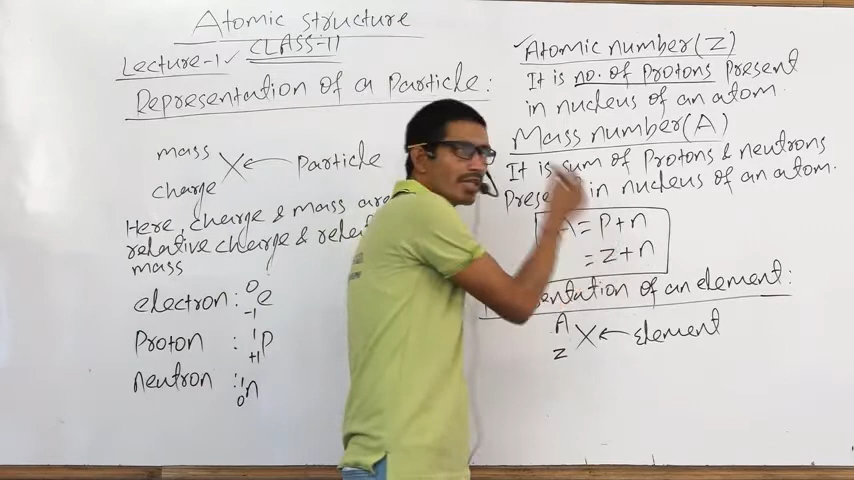 Atomic structure
Lecture-1 ✓ CLASS-11
Representation of a Particle:
mass
X ← Particle
charge
Here, charge & mass are
relative charge &
mass
electron : 0 -1 e
Proton : 1 +1 P
neutron : 1 0 n
✓Atomic number (Z)
It is no. of Protons Present
in nucleus of an atom.
Mass number (A)
It is sum of Protons & neutrons
in nucleus of an atom.
A = P+n
= Z+n
of an element:
A
X ← Element
Z